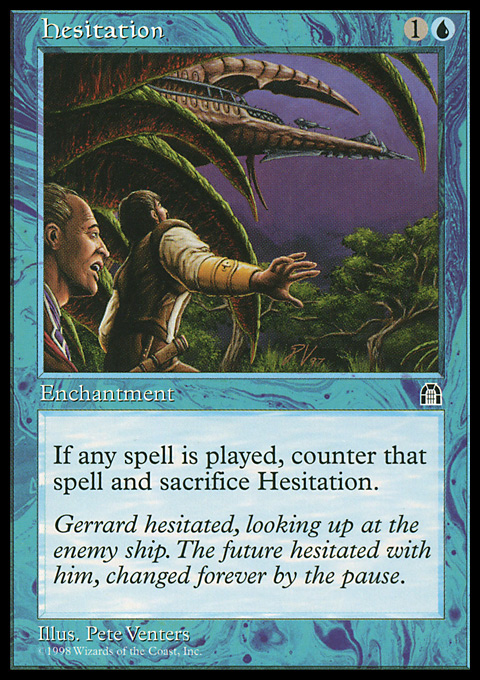 Hesitation 1
Enchantment
If any spell is played, counter that
spell and sacrifice Hesitation.
Gerrard hesitated, looking up at the
enemy ship. The future hesitated with
him, changed forever by the pause.
Illus. Pete Venters
©1998 Wizards of the Coast, Inc.